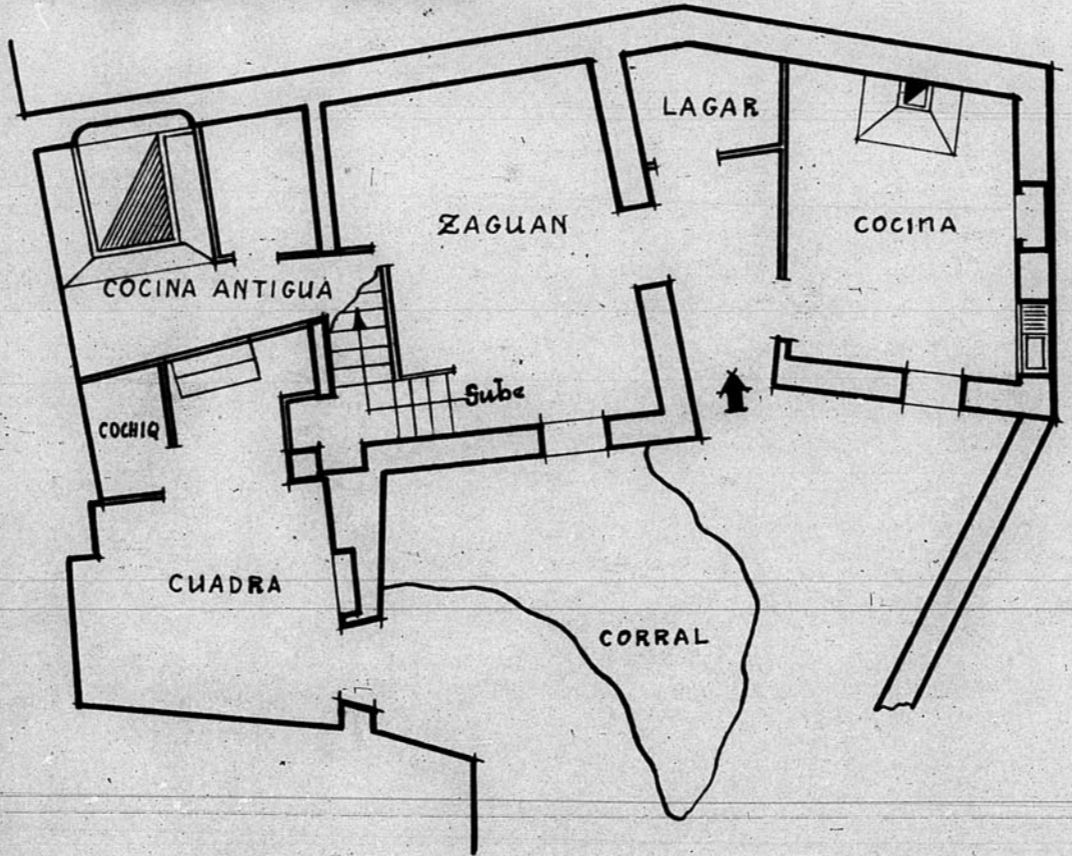 LAGAR
ZAGUAN
COCINA
COCINA ANTIGUA
Sube
COCHIQ
CUADRA
CORRAL